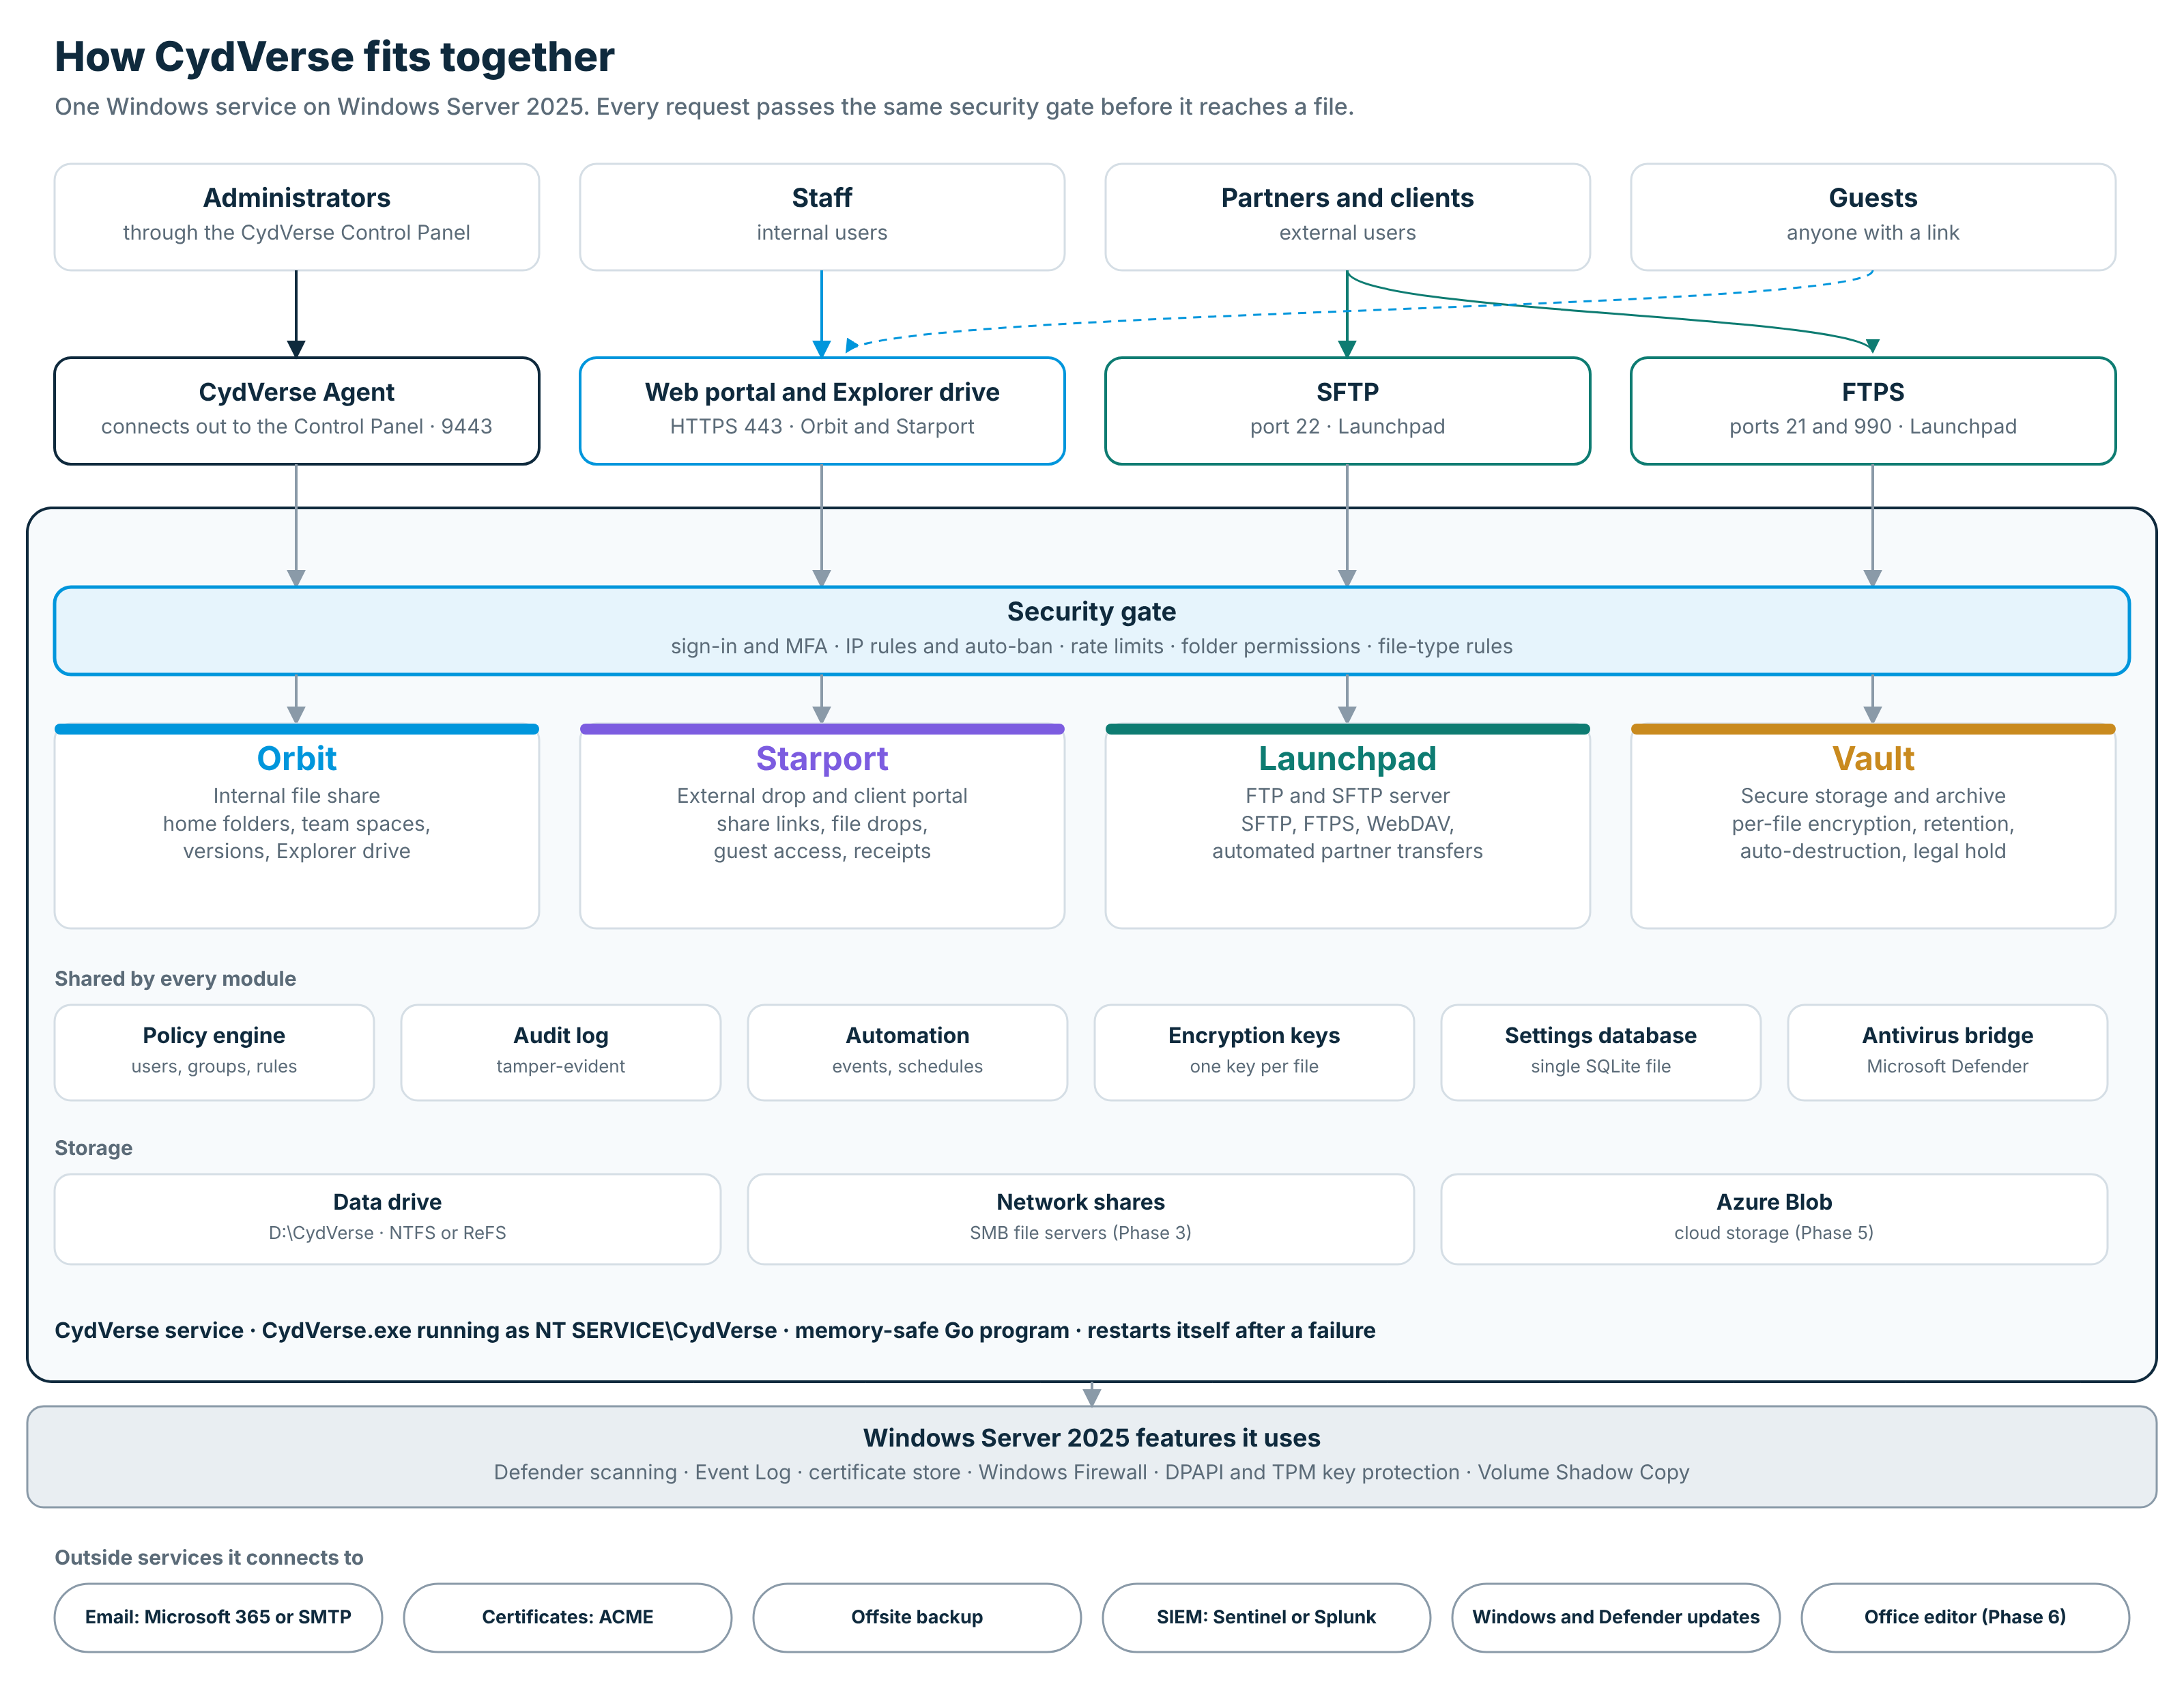 How CydVerse fits together
One Windows service on Windows Server 2025. Every request passes the same security gate before it reaches a file.
Administrators
through the CydVerse Control Panel
Staff
internal users
Partners and clients
external users
Guests
anyone with a link
CydVerse Agent
connects out to the Control Panel · 9443
Web portal and Explorer drive
HTTPS 443 · Orbit and Starport
SFTP
port 22 · Launchpad
FTPS
ports 21 and 990 · Launchpad
Security gate
sign-in and MFA · IP rules and auto-ban · rate limits · folder permissions · file-type rules
Orbit
Internal file share
home folders, team spaces,
versions, Explorer drive
Starport
External drop and client portal
share links, file drops,
guest access, receipts
Launchpad
FTP and SFTP server
SFTP, FTPS, WebDAV,
automated partner transfers
Vault
Secure storage and archive
per-file encryption, retention,
auto-destruction, legal hold
Shared by every module
Policy engine
users, groups, rules
Audit log
tamper-evident
Automation
events, schedules
Encryption keys
one key per file
Settings database
single SQLite file
Antivirus bridge
Microsoft Defender
Storage
Data drive
D:\CydVerse · NTFS or ReFS
Network shares
SMB file servers (Phase 3)
Azure Blob
cloud storage (Phase 5)
CydVerse service · CydVerse.exe running as NT SERVICE\CydVerse · memory-safe Go program · restarts itself after a failure
Windows Server 2025 features it uses
Defender scanning · Event Log · certificate store · Windows Firewall · DPAPI and TPM key protection · Volume Shadow Copy
Outside services it connects to
Email: Microsoft 365 or SMTP
Certificates: ACME
Offsite backup
SIEM: Sentinel or Splunk
Windows and Defender updates
Office editor (Phase 6)